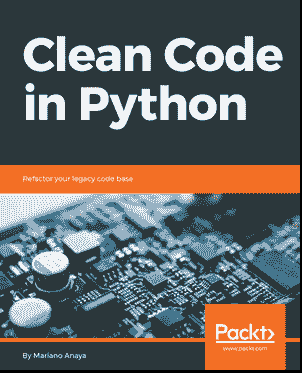 Clean Code
in Python
Refactor your legacy code base
Packt>
www.packt.com
By Mariano Anaya